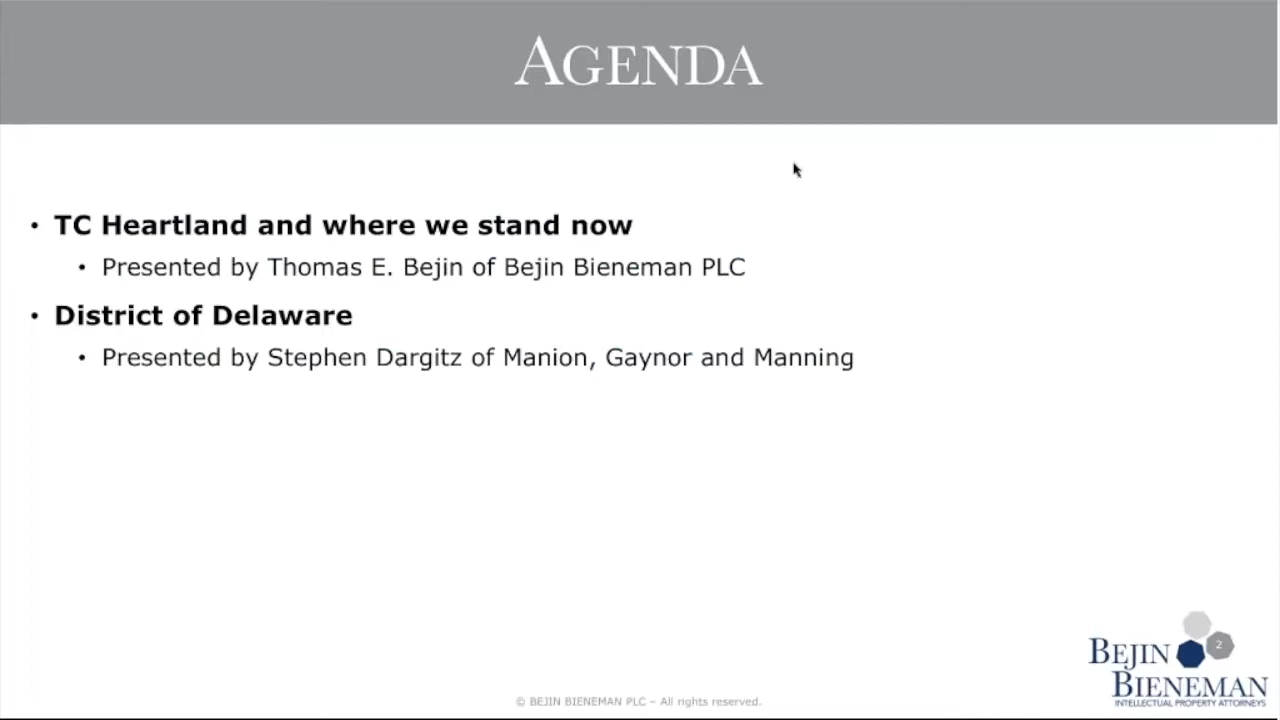 AGENDA
• TC Heartland and where we stand now
• Presented by Thomas E. Bejin of Bejin Bieneman PLC
• District of Delaware
• Presented by Stephen Dargitz of Manion, Gaynor and Manning
2
BEJIN
BIENEMAN
INTELLECTUAL PROPERTY ATTORNEYS
© BEJIN BIENEMAN PLC – All rights reserved.